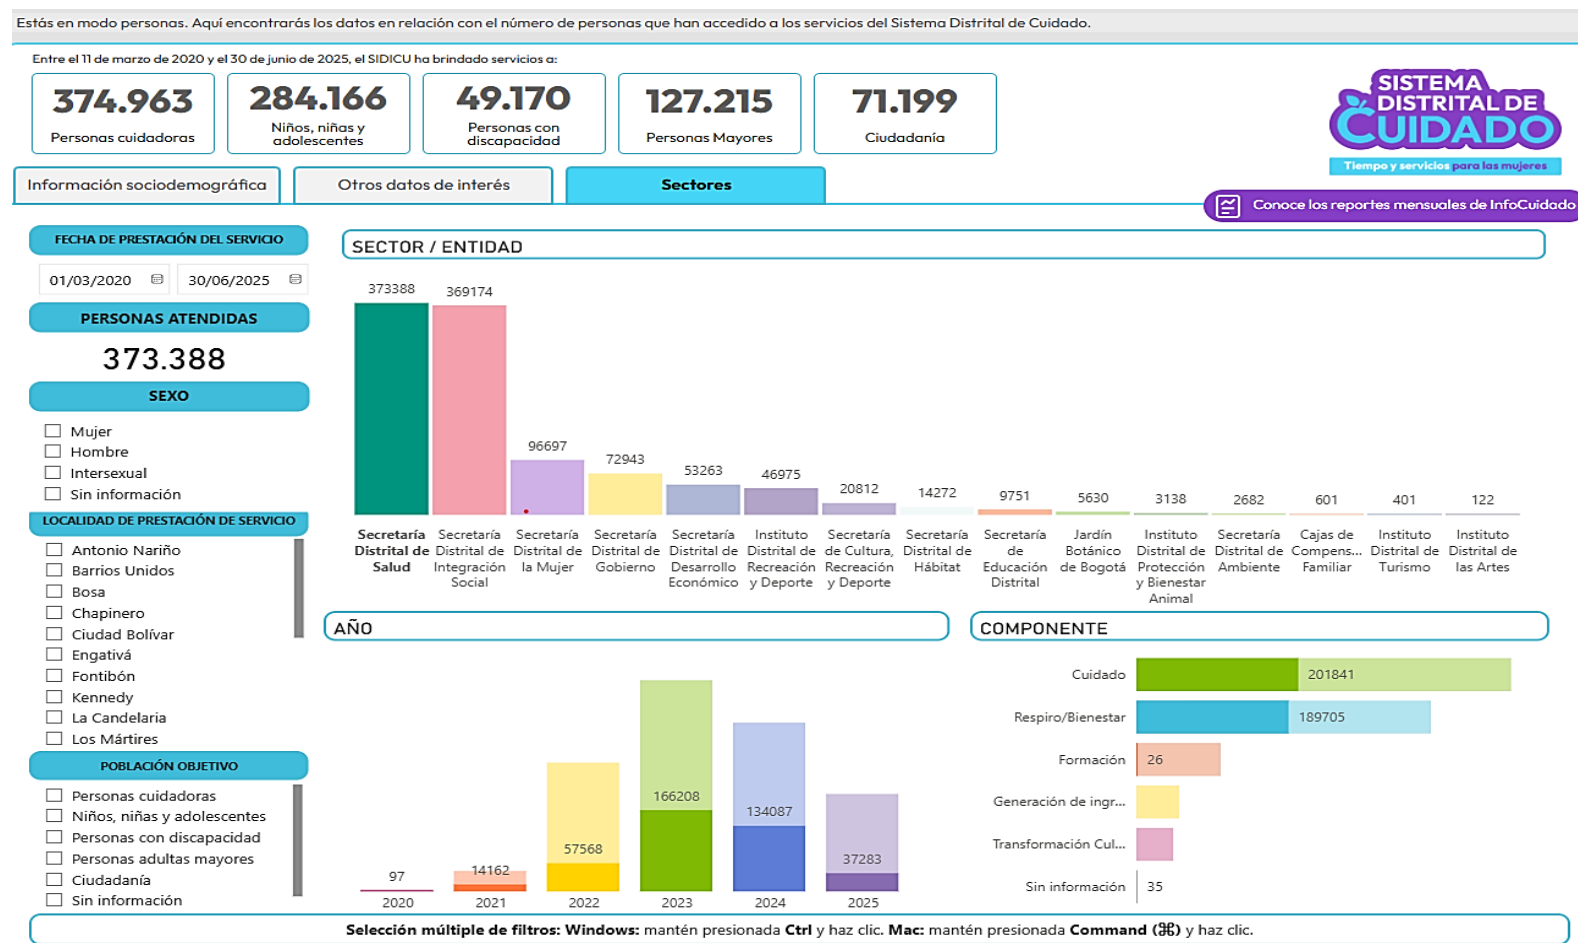 Estás en modo personas. Aquí encontrarás los datos en relación con el número de personas que han accedido a los servicios del Sistema Distrital de Cuidado.
Entre el 11 de marzo de 2020 y el 30 de junio de 2025, el SIDICU ha brindado servicios a:
374.963
Personas cuidadoras
284.166
Niños, niñas y
adolescentes
49.170
Personas con
discapacidad
127.215
Personas Mayores
71.199
Ciudadanía
SISTEMA
DISTRITAL DE
CUIDADO
Tiempo y servicios para las mujeres
Información sociodemográfica
Otros datos de interés
Sectores
Conoce los reportes mensuales de InfoCuidado
FECHA DE PRESTACIÓN DEL SERVICIO
01/03/2020
30/06/2025
PERSONAS ATENDIDAS
373.388
SEXO
Mujer
Hombre
Intersexual
Sin información
LOCALIDAD DE PRESTACIÓN DE SERVICIO
Antonio Nariño
Barrios Unidos
Bosa
Chapinero
Ciudad Bolívar
Engativá
Fontibón
Kennedy
La Candelaria
Los Mártires
POBLACIÓN OBJETIVO
Personas cuidadoras
Niños, niñas y adolescentes
Personas con discapacidad
Personas adultas mayores
Ciudadanía
Sin información
SECTOR / ENTIDAD
373388
369174
96697
72943
53263
46975
20812
14272
9751
5630
3138
2682
601
401
122
Secretaría
Distrital de
Salud
Secretaría
Distrital de
Integración
Social
Secretaría
Distrital de
la Mujer
Secretaría
Distrital de
Gobierno
Secretaría
Distrital de
Desarrollo
Económico
Instituto
Distrital de
Recreación
y Deporte
Secretaría
de Cultura,
Recreación
y Deporte
Secretaría
Distrital de
Hábitat
Secretaría
de
Educación
Distrital
Jardín
Botánico
de Bogotá
Instituto
Distrital de
Protección
y Bienestar
Animal
Secretaría
Distrital de
Ambiente
Cajas de
Compens...
Familiar
Instituto
Distrital de
Turismo
Instituto
Distrital de
las Artes
AÑO
97
14162
57568
166208
134087
37283
2020
2021
2022
2023
2024
2025
COMPONENTE
Cuidado
201841
Respiro/Bienestar
189705
Formación
26
Generación de ingr...
Transformación Cul...
Sin información
35
Selección múltiple de filtros: Windows: mantén presionada Ctrl y haz clic. Mac: mantén presionada Command (⌘) y haz clic.